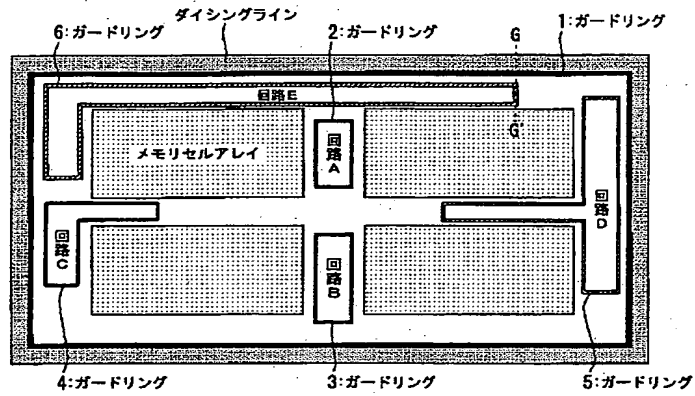 ダイシングライン
6:ガードリング
2:ガードリング
G
1:ガードリング
回路E
G'
メモリセルアレイ
回路A
回路D
回路C
回路B
4:ガードリング
3:ガードリング
5:ガードリング